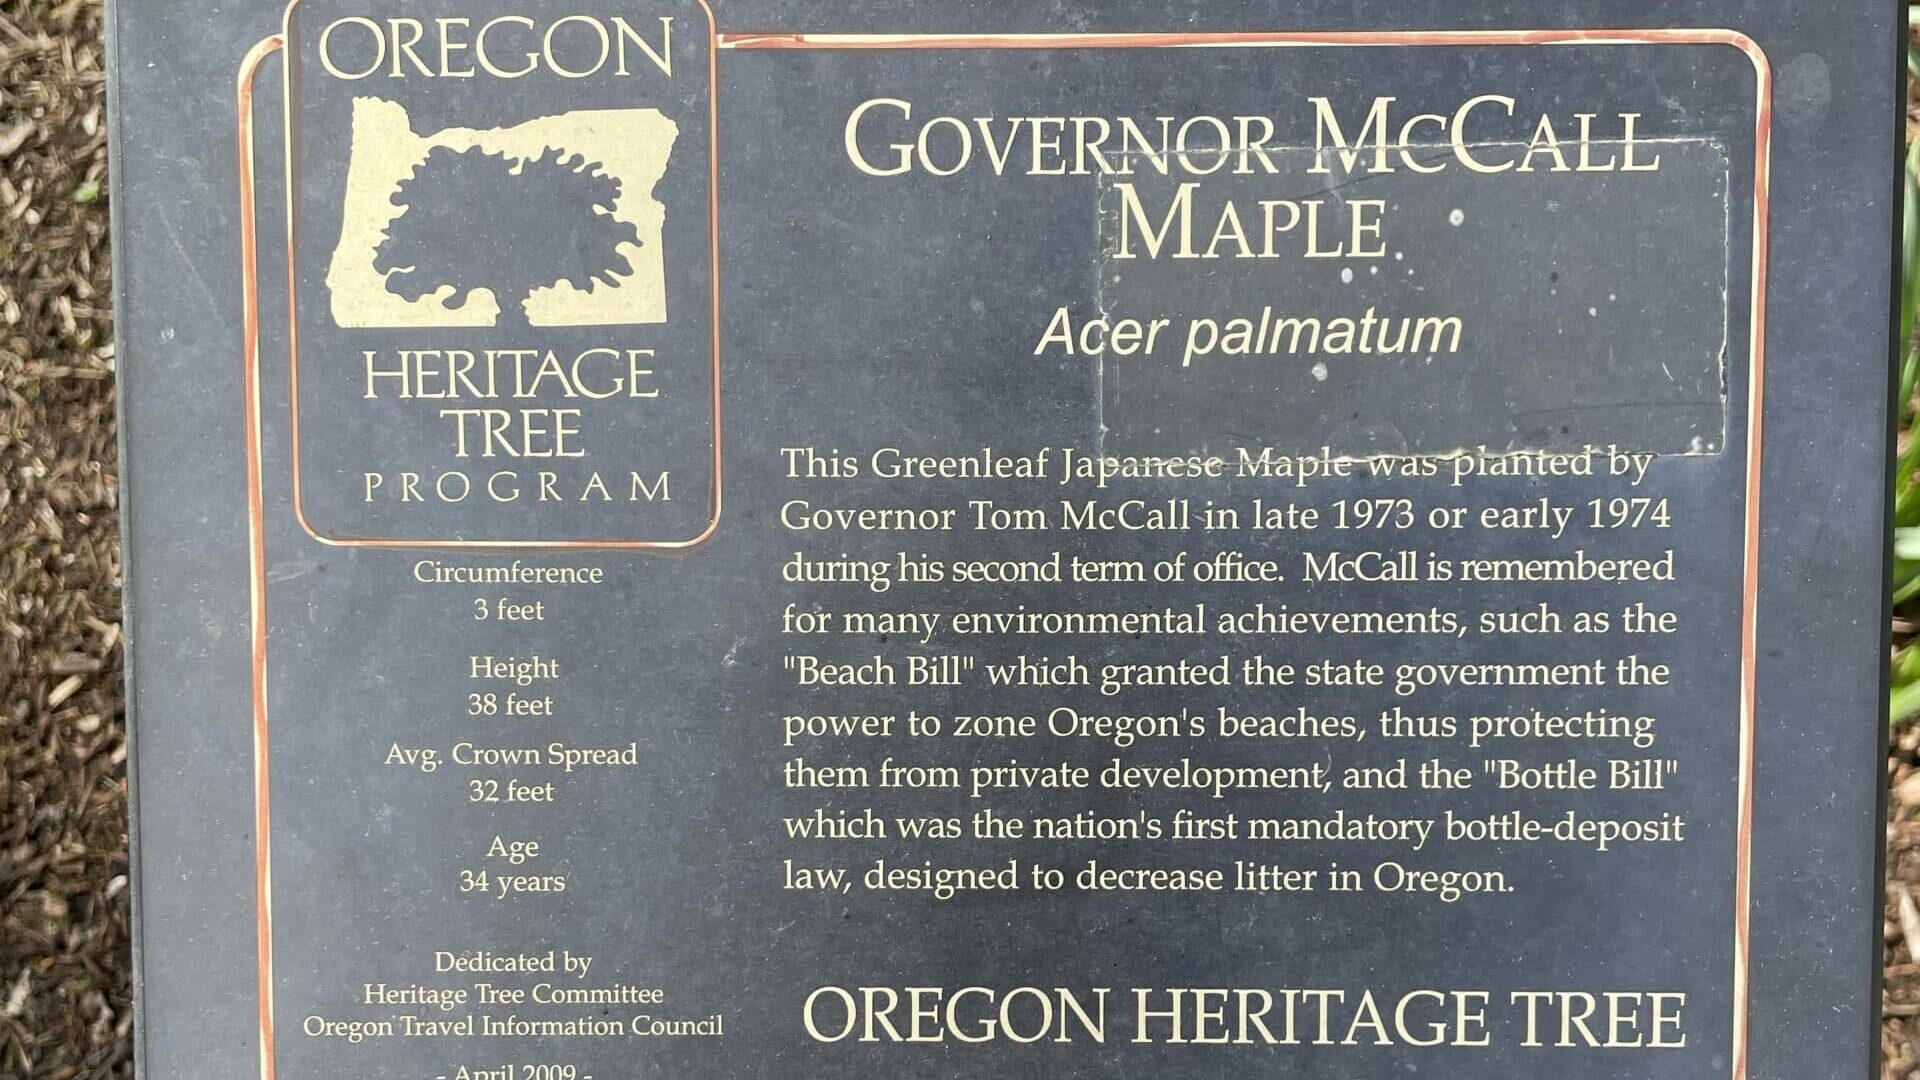 OREGON
HERITAGE
TREE
PROGRAM
Circumference
3 feet
Height
38 feet
Avg. Crown Spread
32 feet
Age
34 years
Dedicated by
Heritage Tree Committee
Oregon Travel Information Council
- April 2009 -
GOVERNOR MCCALL
MAPLE
Acer palmatum
This Greenleaf Japanese Maple was planted by
Governor Tom McCall in late 1973 or early 1974
during his second term of office. McCall is remembered
for many environmental achievements, such as the
"Beach Bill" which granted the state government the
power to zone Oregon's beaches, thus protecting
them from private development, and the "Bottle Bill"
which was the nation's first mandatory bottle-deposit
law, designed to decrease litter in Oregon.
OREGON HERITAGE TREE